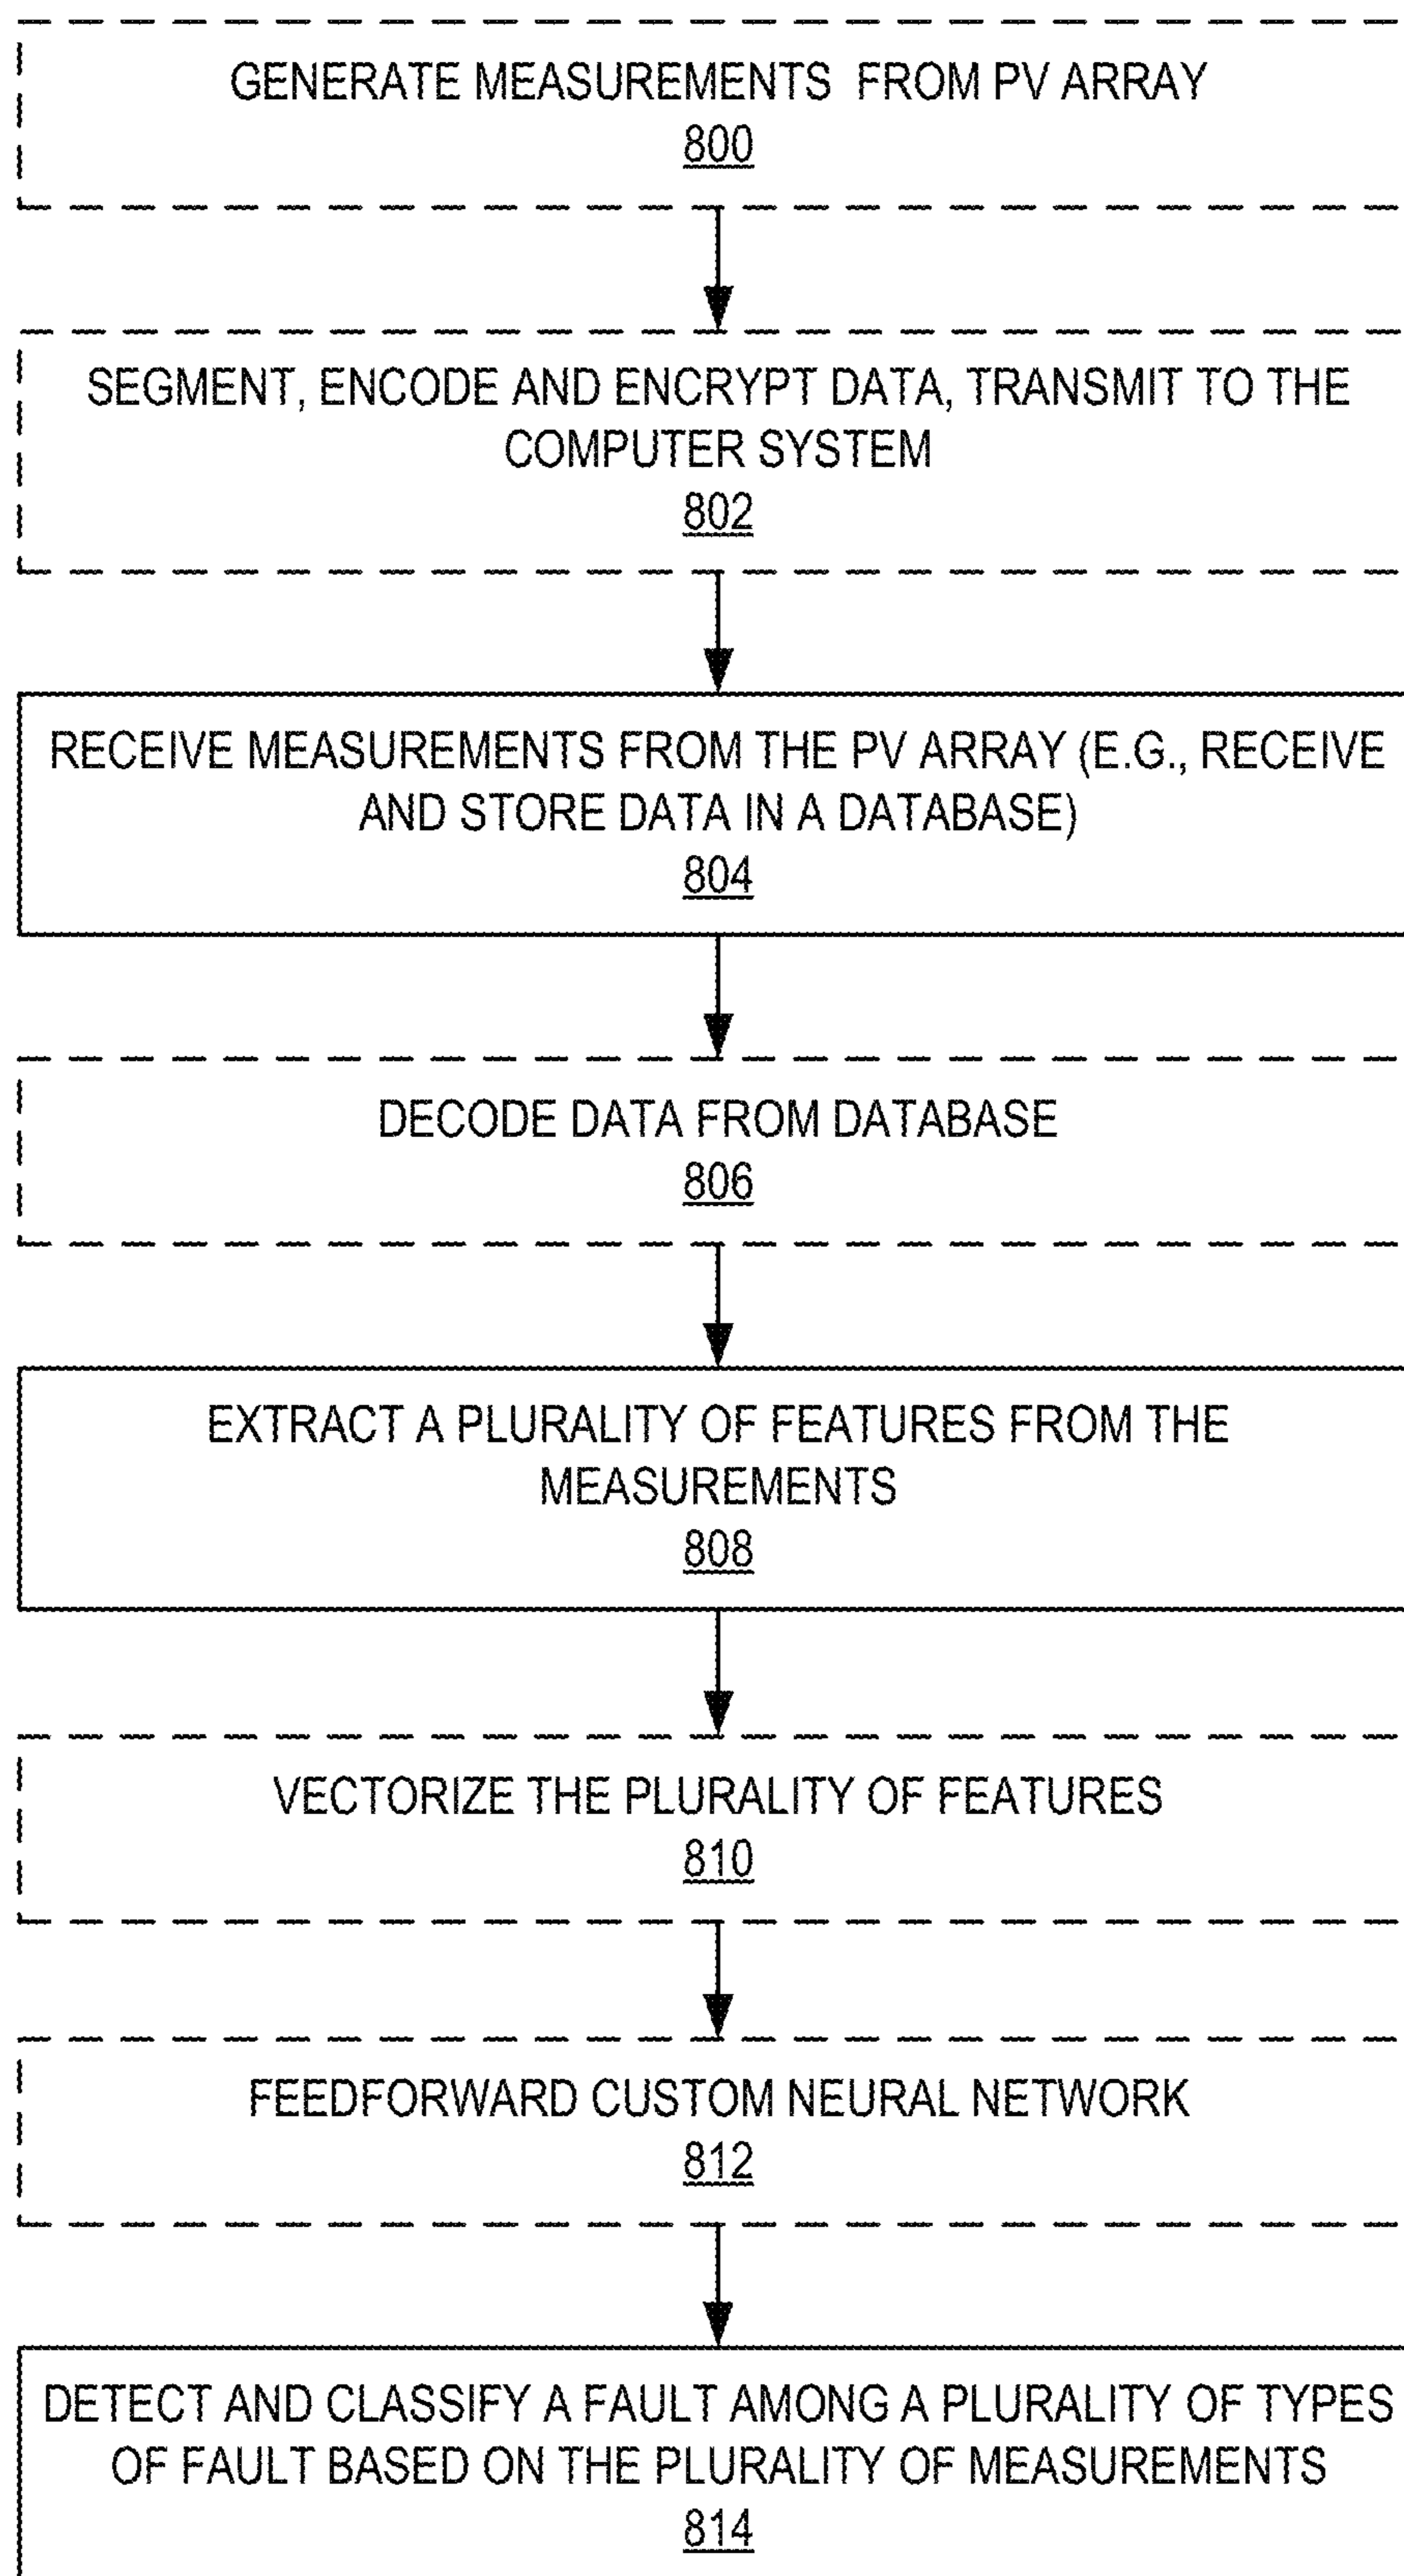 GENERATE MEASUREMENTS FROM PV ARRAY
800
SEGMENT, ENCODE AND ENCRYPT DATA, TRANSMIT TO THE
COMPUTER SYSTEM
802
RECEIVE MEASUREMENTS FROM THE PV ARRAY (E.G., RECEIVE
AND STORE DATA IN A DATABASE)
804
DECODE DATA FROM DATABASE
806
EXTRACT A PLURALITY OF FEATURES FROM THE
MEASUREMENTS
808
VECTORIZE THE PLURALITY OF FEATURES
810
FEEDFORWARD CUSTOM NEURAL NETWORK
812
DETECT AND CLASSIFY A FAULT AMONG A PLURALITY OF TYPES
OF FAULT BASED ON THE PLURALITY OF MEASUREMENTS
814